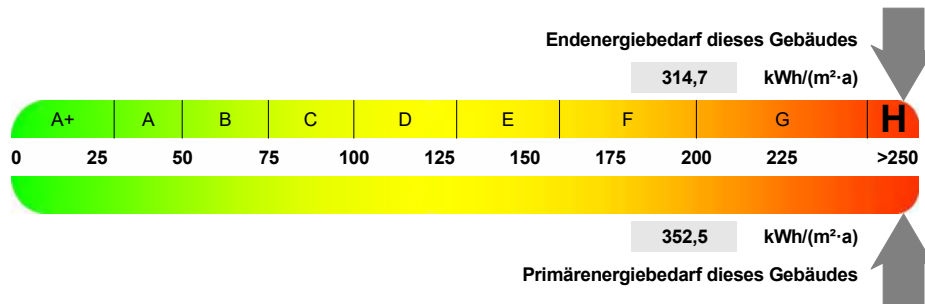 Endenergiebedarf dieses Gebäudes
314,7 kWh/(m²·a)
A+ A B C D E F G H
0 25 50 75 100 125 150 175 200 225 >250
352,5 kWh/(m²·a)
Primärenergiebedarf dieses Gebäudes